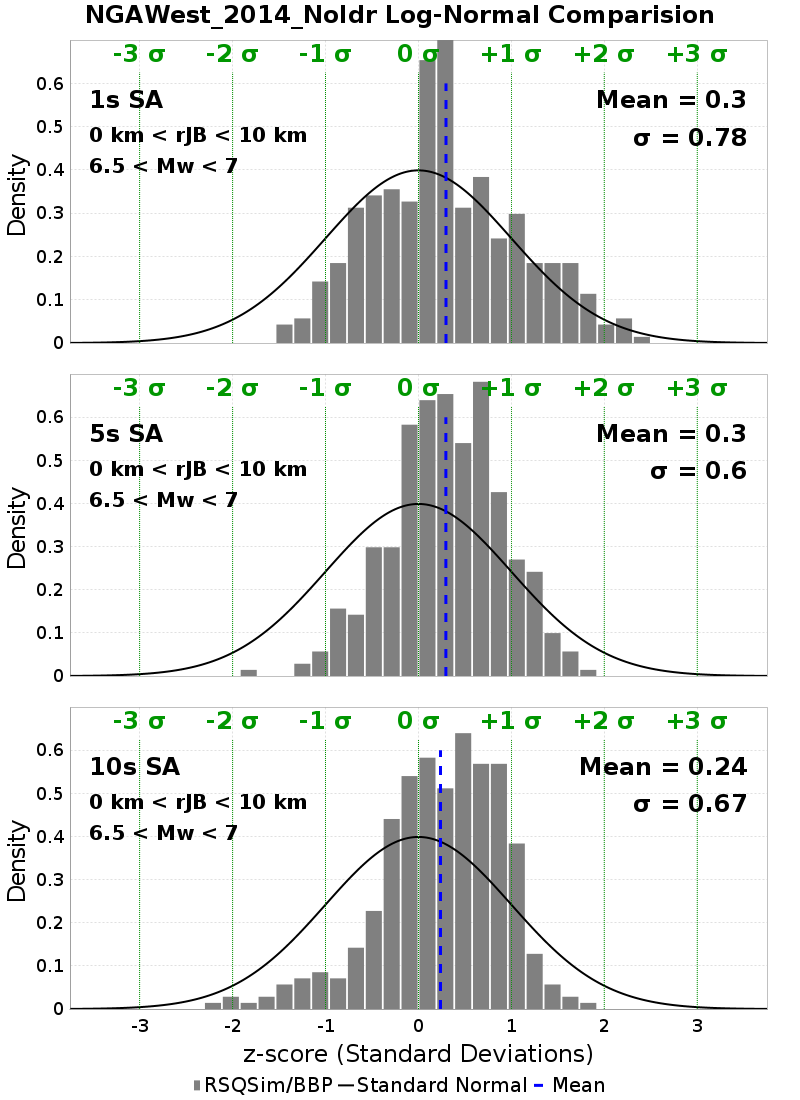 NGAWest_2014_NoIdr Log-Normal Comparision
-3 σ -2 σ -1 σ 0 σ +1 σ +2 σ +3 σ
1s SA
0 km < rJB < 10 km
6.5 < Mw < 7
Mean = 0.3
σ = 0.78
Density
0.6
0.5
0.4
0.3
0.2
0.1
0
-3 σ -2 σ -1 σ 0 σ +1 σ +2 σ +3 σ
5s SA
0 km < rJB < 10 km
6.5 < Mw < 7
Mean = 0.3
σ = 0.6
Density
0.6
0.5
0.4
0.3
0.2
0.1
0
-3 σ -2 σ -1 σ 0 σ +1 σ +2 σ +3 σ
10s SA
0 km < rJB < 10 km
6.5 < Mw < 7
Mean = 0.24
σ = 0.67
Density
0.6
0.5
0.4
0.3
0.2
0.1
0
-3 -2 -1 0 1 2 3
z-score (Standard Deviations)
RSQSim/BBP Standard Normal Mean